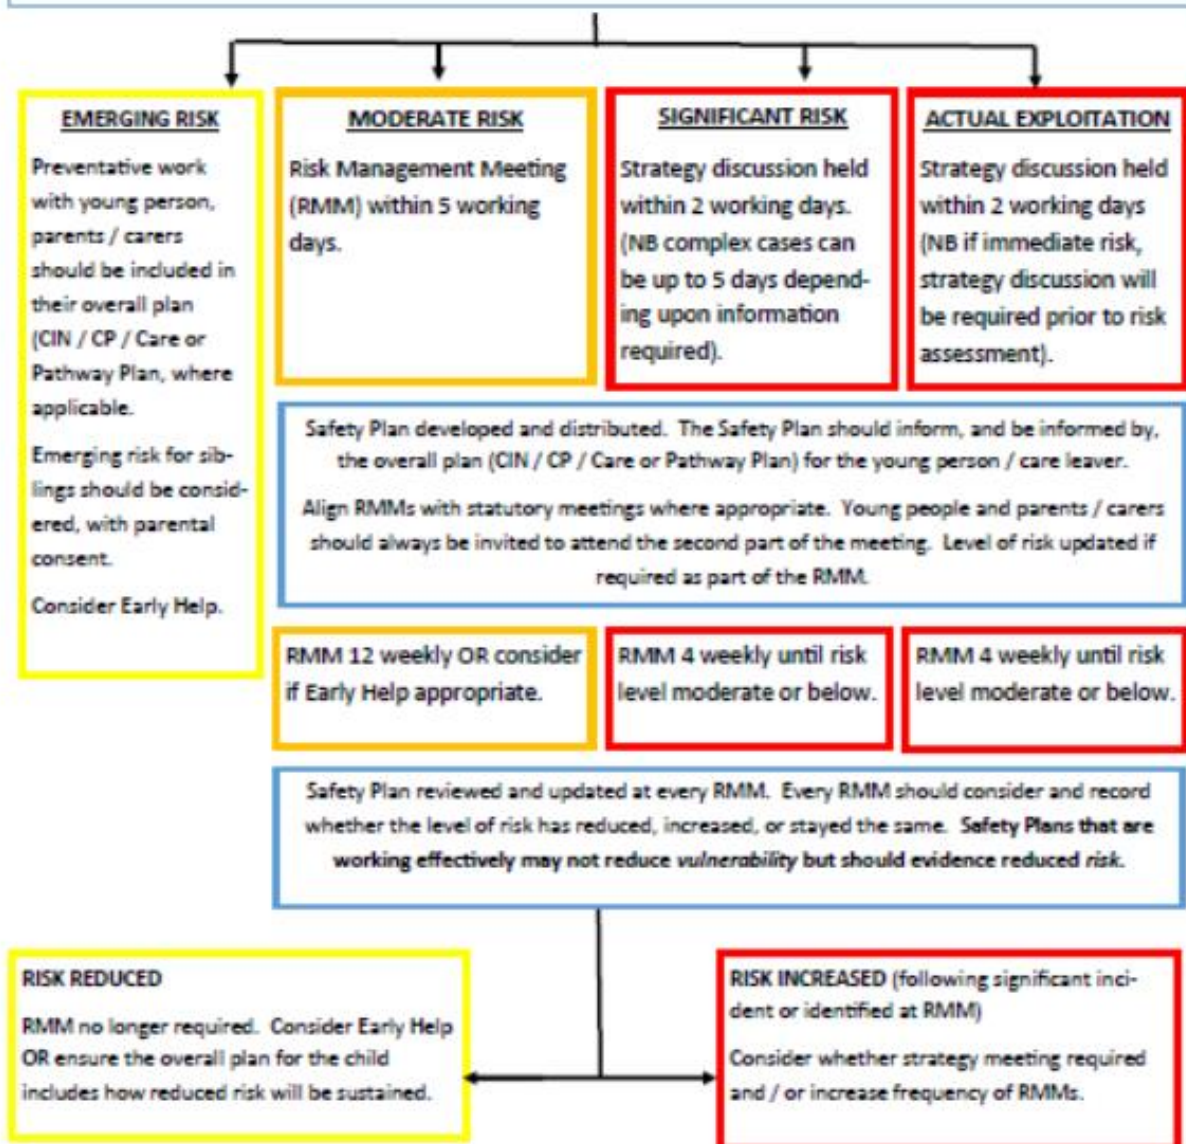 EMERGING RISK
Preventative work
with young person,
parents / carers
should be included in
their overall plan
(CIN / CP / Care or
Pathway Plan, where
applicable.
Emerging risk for sib-
lings should be consid-
ered, with parental
consent.
Consider Early Help.
MODERATE RISK
Risk Management Meeting
(RMM) within 5 working
days.
SIGNIFICANT RISK
Strategy discussion held
within 2 working days.
(NB complex cases can
be up to 5 days depend-
ing upon information
required).
ACTUAL EXPLOITATION
Strategy discussion held
within 2 working days
(NB if immediate risk,
strategy discussion will
be required prior to risk
assessment).
Safety Plan developed and distributed. The Safety Plan should inform, and be informed by,
the overall plan (CIN / CP / Care or Pathway Plan) for the young person / care leaver.
Align RMMs with statutory meetings where appropriate. Young people and parents / carers
should always be invited to attend the second part of the meeting. Level of risk updated if
required as part of the RMM.
RMM 12 weekly OR consider
if Early Help appropriate.
RMM 4 weekly until risk
level moderate or below.
RMM 4 weekly until risk
level moderate or below.
Safety Plan reviewed and updated at every RMM. Every RMM should consider and record
whether the level of risk has reduced, increased, or stayed the same. Safety Plans that are
working effectively may not reduce vulnerability but should evidence reduced risk.
RISK REDUCED
RMM no longer required. Consider Early Help
OR ensure the overall plan for the child
includes how reduced risk will be sustained.
RISK INCREASED (following significant inci-
dent or identified at RMM)
Consider whether strategy meeting required
and / or increase frequency of RMMs.